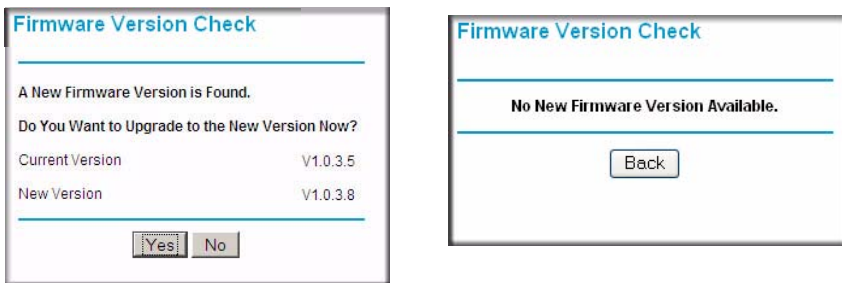 Firmware Version Check
A New Firmware Version is Found.
Do You Want to Upgrade to the New Version Now?
Current Version V1.0.3.5
New Version V1.0.3.8
Yes No
Firmware Version Check
No New Firmware Version Available.
Back